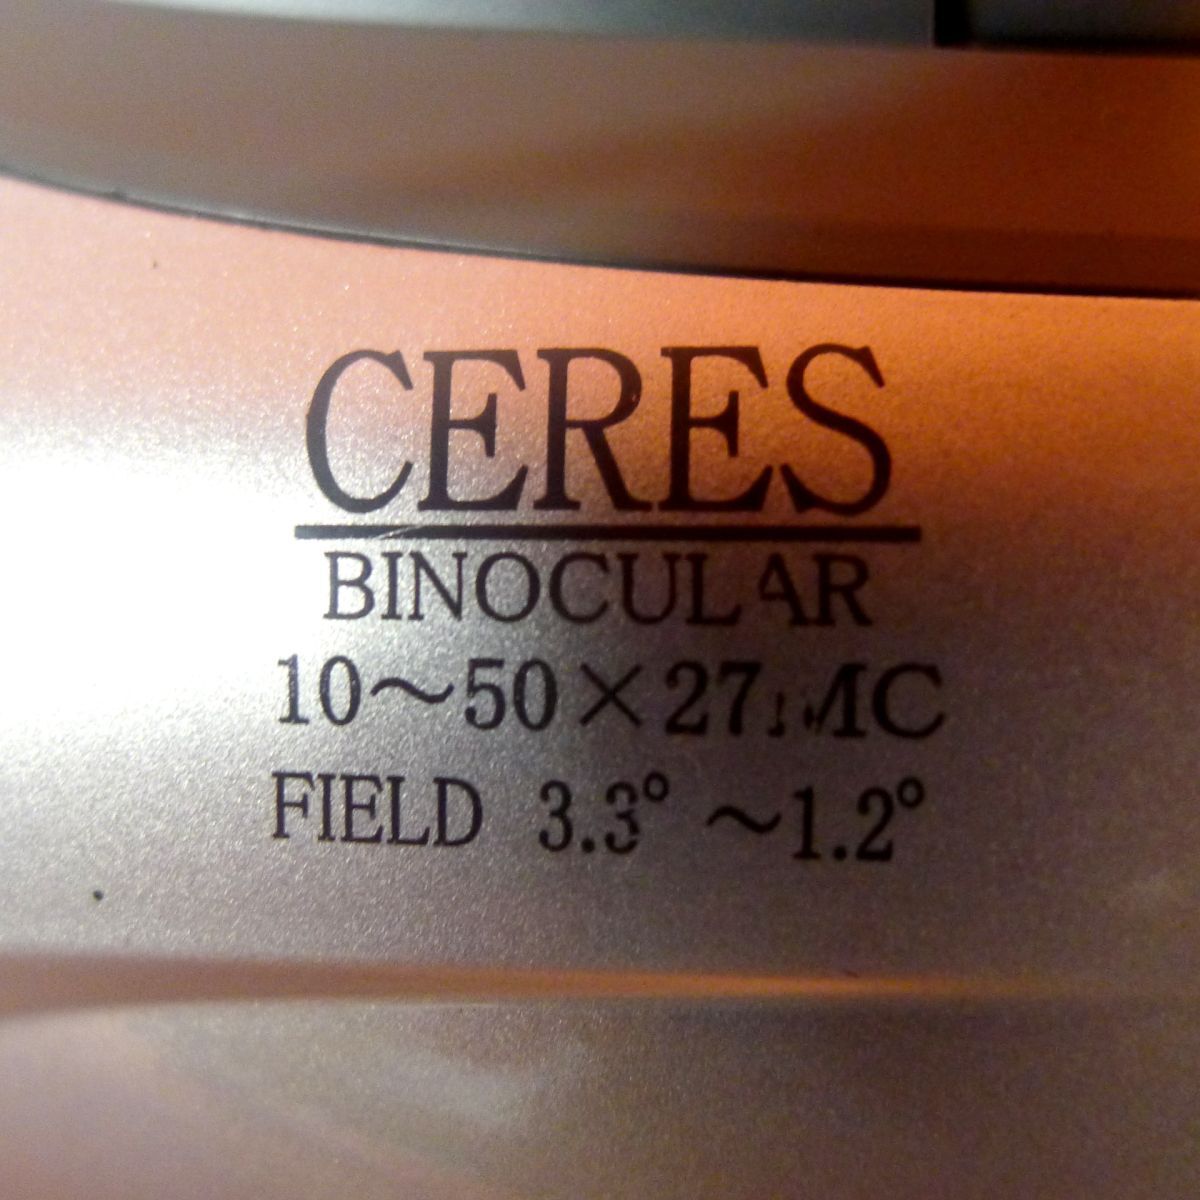 CERES
BINOCULAR
10～50×27MC
FIELD 3.3° ～1.2°